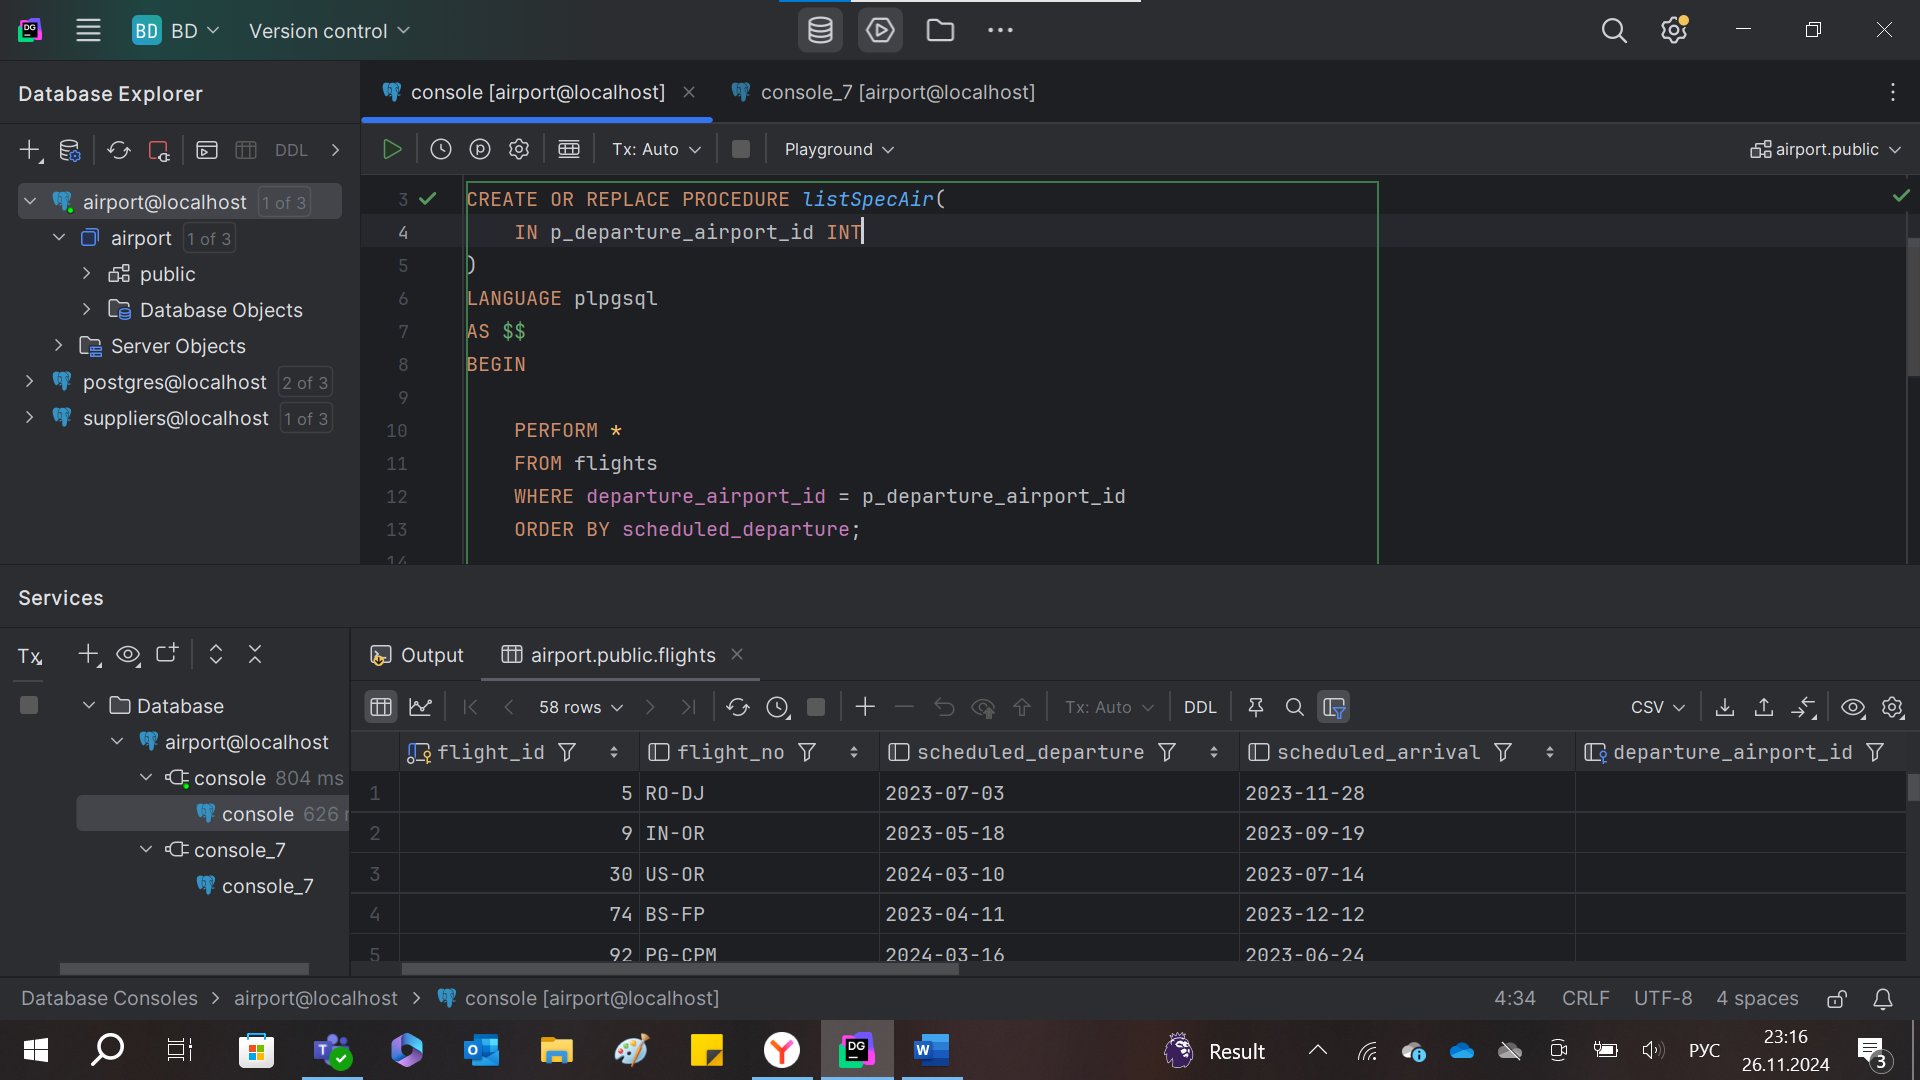 BD BD Version control
Database Explorer
DDL
airport@localhost 1 of 3
airport 1 of 3
public
Database Objects
Server Objects
postgres@localhost 2 of 3
suppliers@localhost 1 of 3
console [airport@localhost] console_7 [airport@localhost]
Tx: Auto Playground airport.public
3 CREATE OR REPLACE PROCEDURE listSpecAir(
4 IN p_departure_airport_id INT
5 )
6 LANGUAGE plpgsql
7 AS $$
8 BEGIN
9
10 PERFORM *
11 FROM flights
12 WHERE departure_airport_id = p_departure_airport_id
13 ORDER BY scheduled_departure;
14
Services
Tx
Database
airport@localhost
console 804 ms
console 626
console_7
console_7
Output airport.public.flights
58 rows Tx: Auto DDL CSV
flight_id flight_no scheduled_departure scheduled_arrival departure_airport_id
1 5 RO-DJ 2023-07-03 2023-11-28
2 9 IN-OR 2023-05-18 2023-09-19
3 30 US-OR 2024-03-10 2023-07-14
4 74 BS-FP 2023-04-11 2023-12-12
5 92 PG-CPM 2024-03-16 2023-06-24
Database Consoles > airport@localhost > console [airport@localhost] 4:34 CRLF UTF-8 4 spaces
Result РУС 23:16
26.11.2024
3